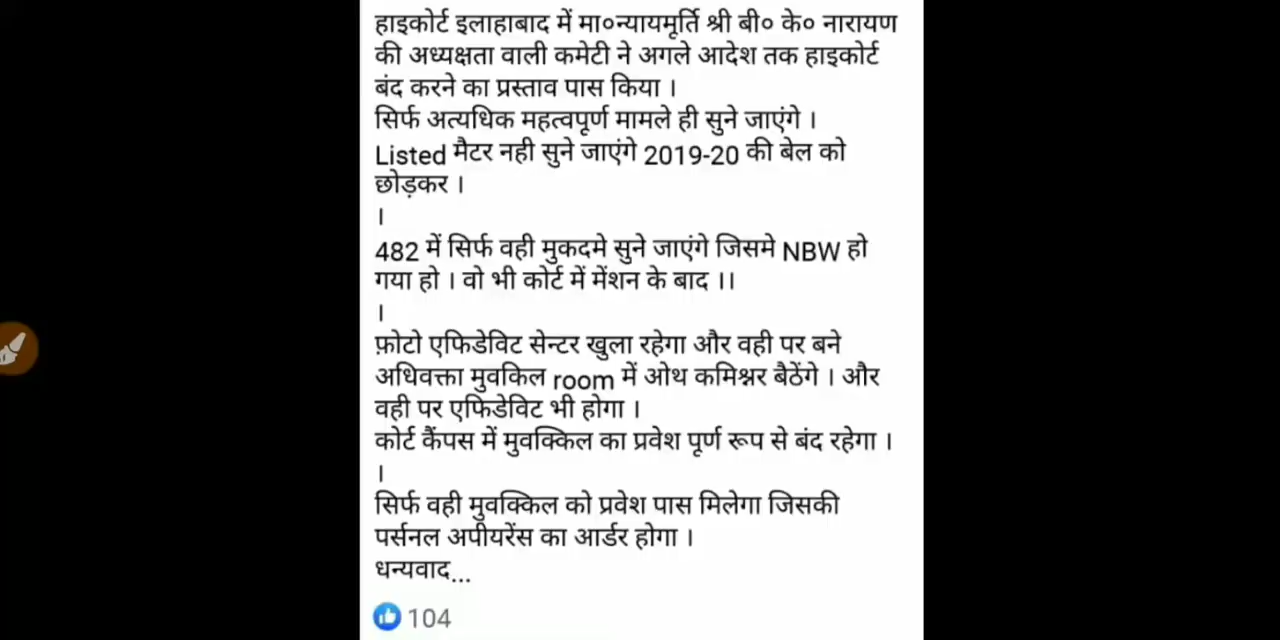 हाइकोर्ट इलाहाबाद में मा०न्यायमूर्ति श्री बी० के० नारायण
की अध्यक्षता वाली कमेटी ने अगले आदेश तक हाइकोर्ट
बंद करने का प्रस्ताव पास किया ।
सिर्फ अत्यधिक महत्वपूर्ण मामले ही सुने जाएंगे ।
Listed मैटर नही सुने जाएंगे 2019-20 की बेल को
छोड़कर ।
।
482 में सिर्फ वही मुकदमे सुने जाएंगे जिसमे NBW हो
गया हो । वो भी कोर्ट में मेंशन के बाद ।।
।
फ़ोटो एफिडेविट सेन्टर खुला रहेगा और वही पर बने
अधिवक्ता मुवकिल room में ओथ कमिश्नर बैठेंगे । और
वही पर एफिडेविट भी होगा ।
कोर्ट कैंपस में मुवक्किल का प्रवेश पूर्ण रूप से बंद रहेगा ।
।
सिर्फ वही मुवक्किल को प्रवेश पास मिलेगा जिसकी
पर्सनल अपीयरेंस का आर्डर होगा ।
धन्यवाद...
104